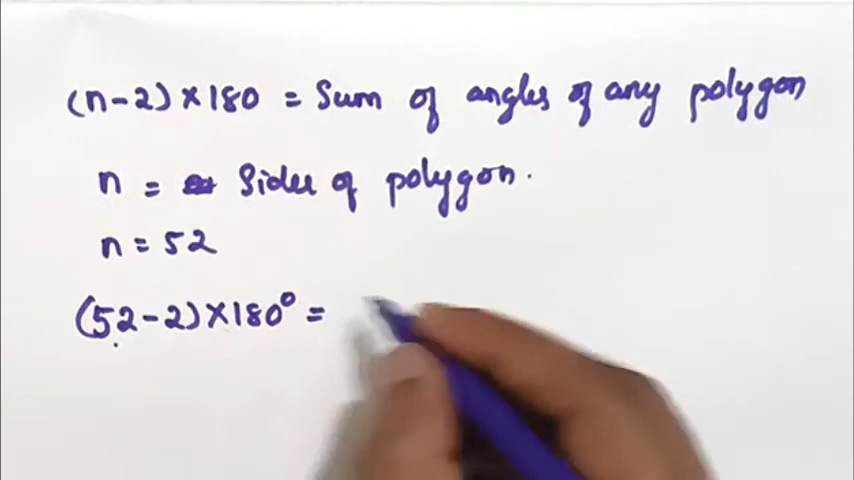 (n-2)×180 = Sum of angles of any polygon
n = Sides of polygon.
n = 52
(52-2)×180° =